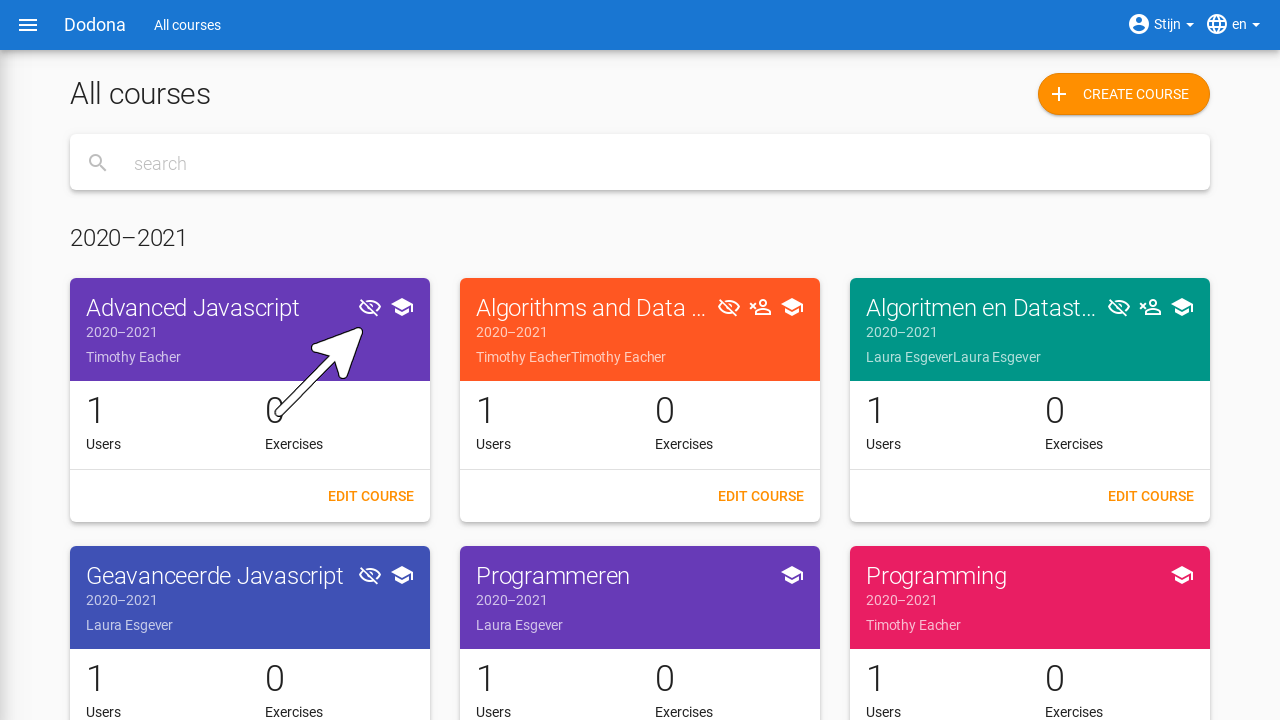 Dodona All courses Stijn en
All courses
CREATE COURSE
search
2020–2021
Advanced Javascript
2020–2021
Timothy Eacher
1 0
Users Exercises
EDIT COURSE
Algorithms and Data ...
2020–2021
Timothy EacherTimothy Eacher
1 0
Users Exercises
EDIT COURSE
Algoritmen en Datast...
2020–2021
Laura EsgeverLaura Esgever
1 0
Users Exercises
EDIT COURSE
Geavanceerde Javascript
2020–2021
Laura Esgever
1 0
Users Exercises
Programmeren
2020–2021
Laura Esgever
1 0
Users Exercises
Programming
2020–2021
Timothy Eacher
1 0
Users Exercises